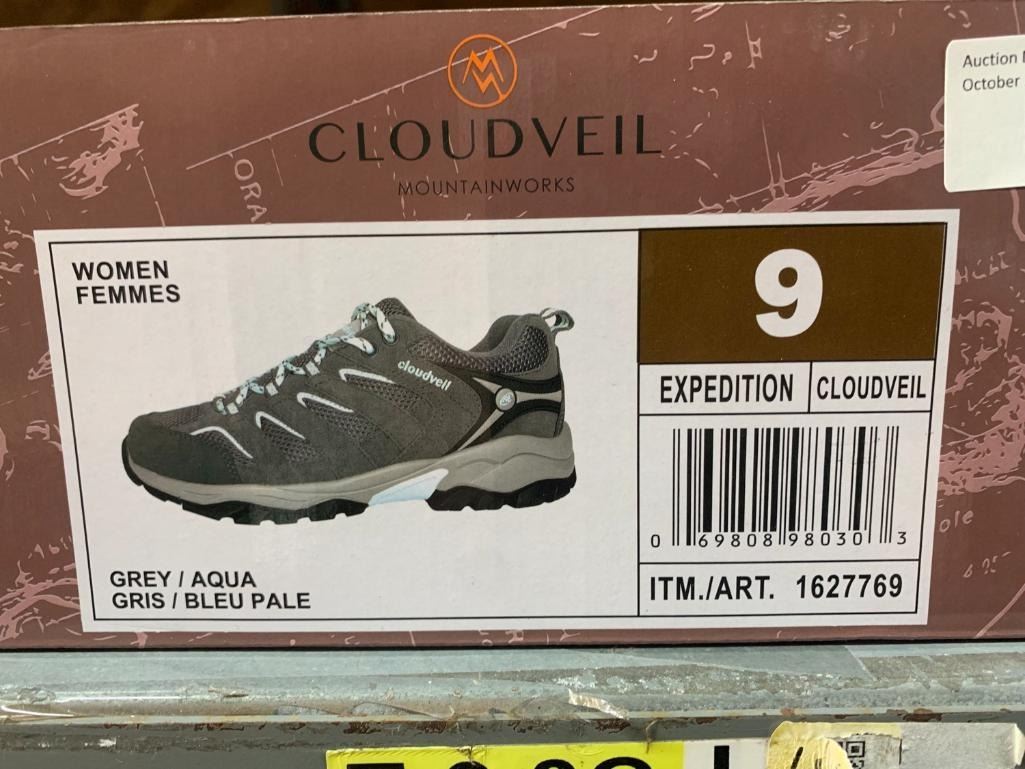 CLOUDVEIL
MOUNTAINWORKS
Auction
October
ORA
WOMEN
FEMMES
cloudveil
9
EXPEDITION
CLOUDVEIL
0 69808 98030 3
GREY / AQUA
GRIS / BLEU PALE
ITM./ART. 1627769